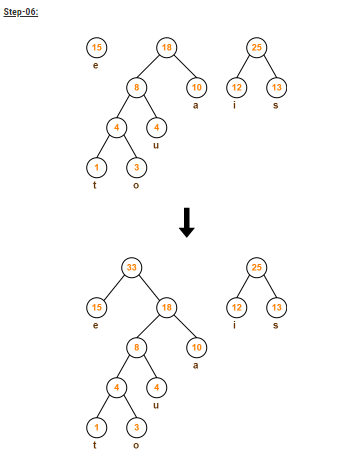 Step-06:
15 18 25
e
8 10 12 13
a i s
4 4
u
1 3
t o
33 25
15 18 12 13
e i s
8 10
a
4 4
u
1 3
t o